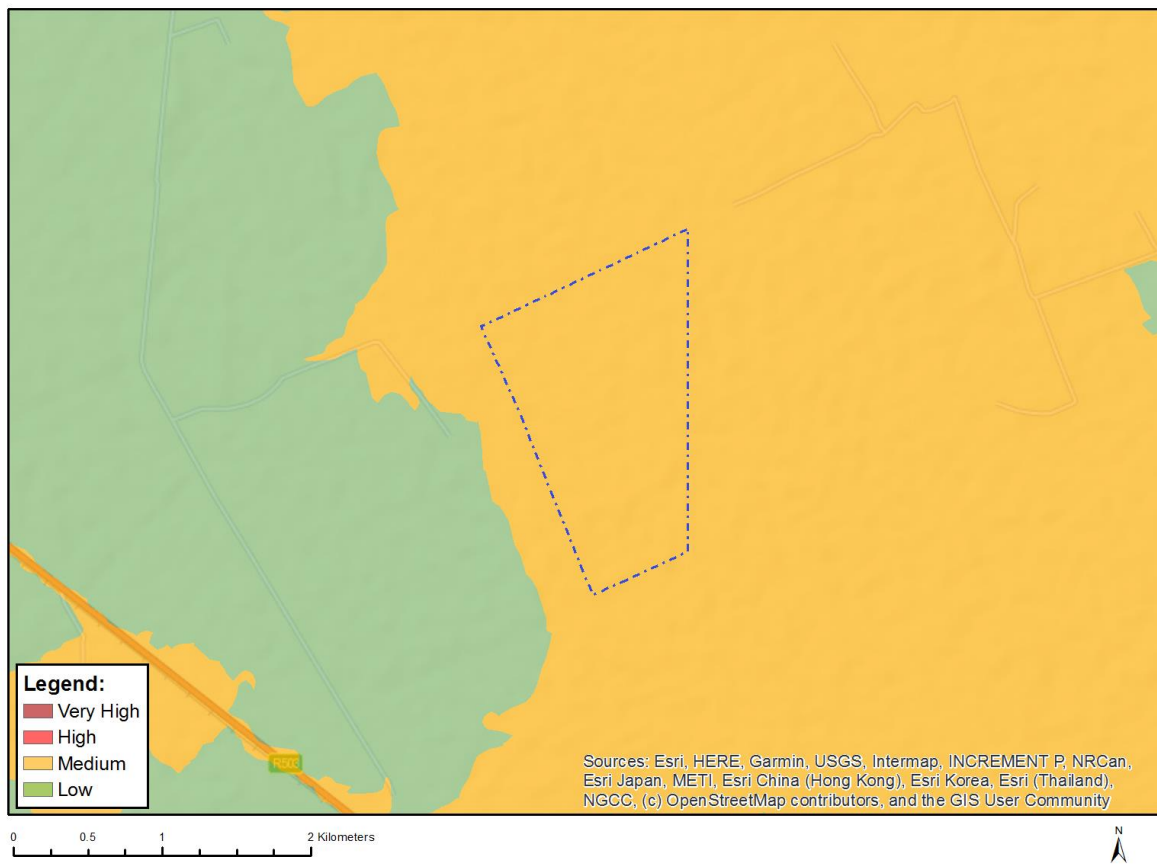 R503
Legend:
Very High
High
Medium
Low
Sources: Esri, HERE, Garmin, USGS, Intermap, INCREMENT P, NRCan,
Esri Japan, METI, Esri China (Hong Kong), Esri Korea, Esri (Thailand),
NGCC, (c) OpenStreetMap contributors, and the GIS User Community
0 0.5 1 2 Kilometers
N